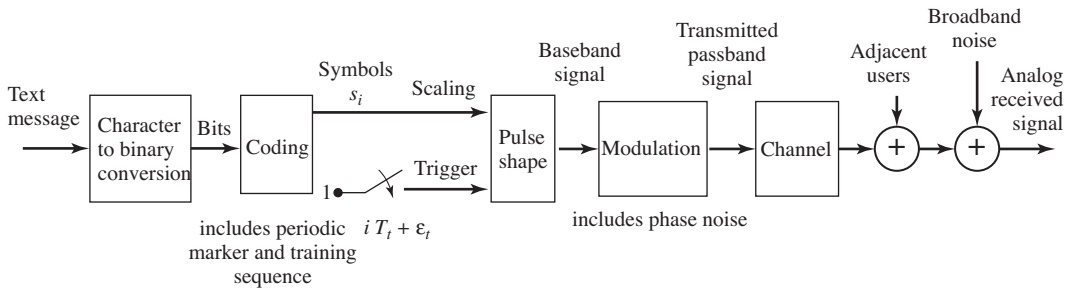 Text
message
Character
to binary
conversion
Bits
Coding
includes periodic
marker and training
sequence
Symbols
s_i
Scaling
1
Trigger
i T_t + ε_t
Pulse
shape
Baseband
signal
Modulation
includes phase noise
Transmitted
passband
signal
Channel
Adjacent
users
+
Broadband
noise
+
Analog
received
signal